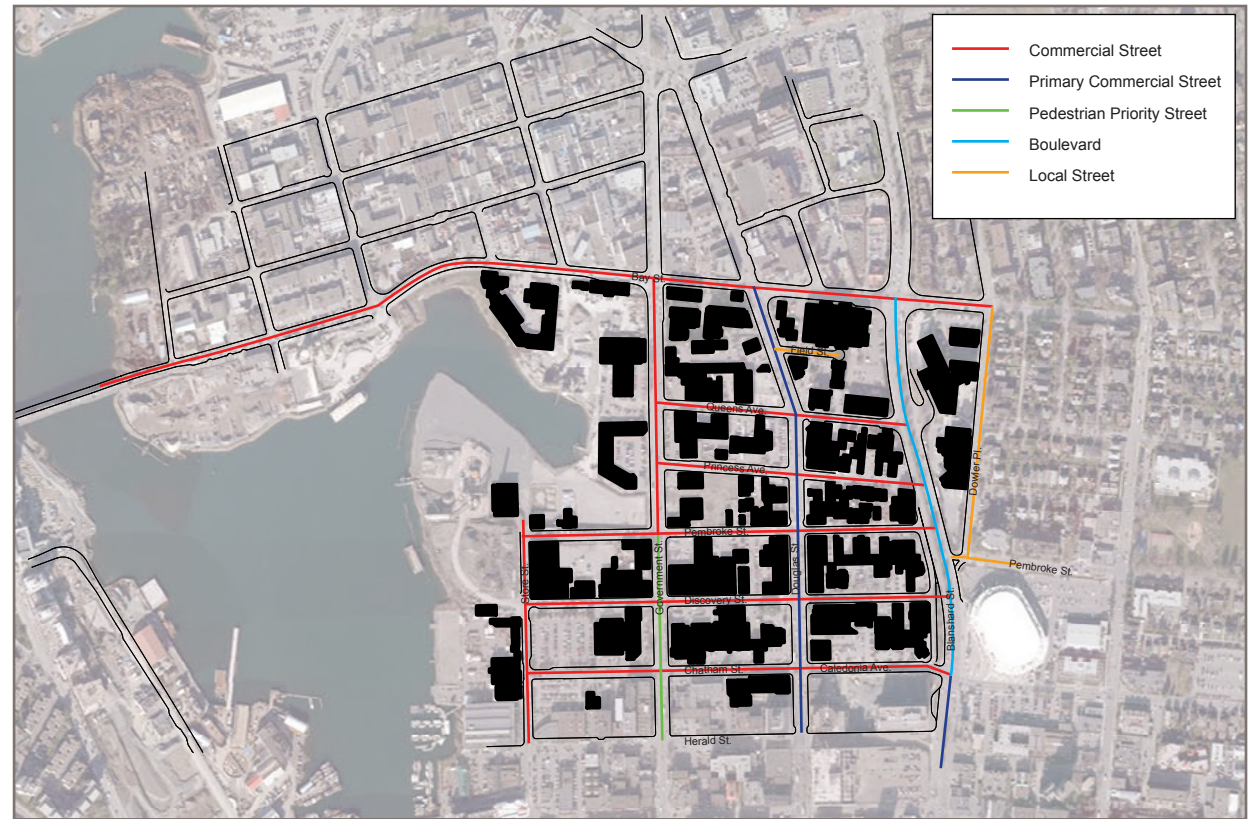 Commercial Street
Primary Commercial Street
Pedestrian Priority Street
Boulevard
Local Street
Bay St.
Field St.
Queens Ave.
Princess Ave.
Dowler Pl.
Pembroke St.
Pembroke St.
Store St.
Government St.
Douglas St.
Discovery St.
Blanshard St.
Chatham St.
Caledonia Ave.
Herald St.